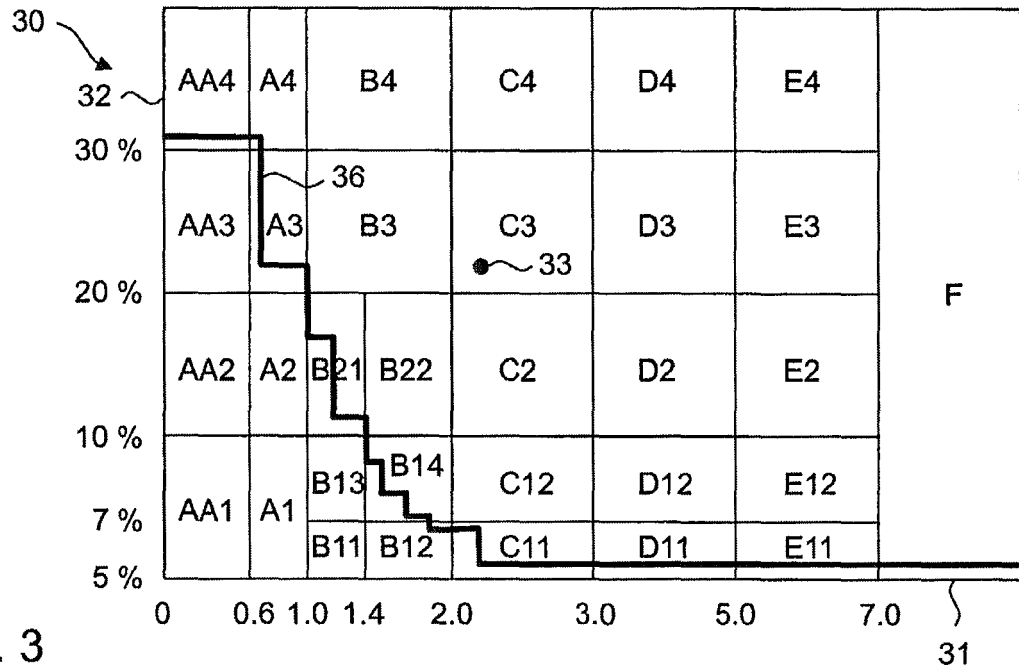 30
32
AA4 A4 B4 C4 D4 E4
30 %
36
AA3 A3 B3 C3 D3 E3
33
20 %
F
AA2 A2 B21 B22 C2 D2 E2
10 %
B14
B13 C12 D12 E12
AA1 A1
7 %
B11 B12 C11 D11 E11
5 %
0 0.6 1.0 1.4 2.0 3.0 5.0 7.0
31
. 3